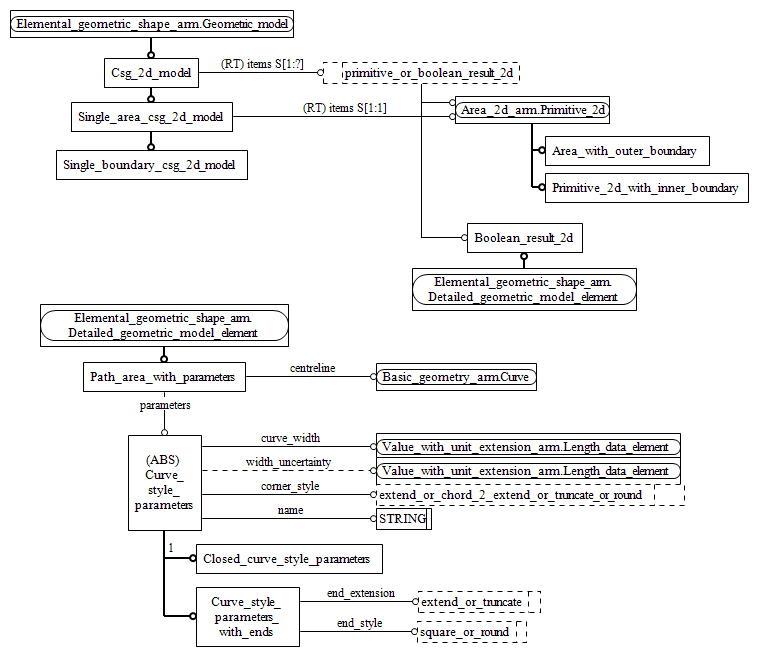 Elemental_geometric_shape_arm.Geometric_model
Csg_2d_model
(RT) items S[1:?]
primitive_or_boolean_result_2d
Single_area_csg_2d_model
(RT) items S[1:1]
Area_2d_arm.Primitive_2d
Single_boundary_csg_2d_model
Area_with_outer_boundary
Primitive_2d_with_inner_boundary
Boolean_result_2d
Elemental_geometric_shape_arm.
Detailed_geometric_model_element
Elemental_geometric_shape_arm.
Detailed_geometric_model_element
Path_area_with_parameters
centreline
Basic_geometry_arm.Curve
parameters
(ABS)
Curve_
style_
parameters
curve_width
Value_with_unit_extension_arm.Length_data_element
width_uncertainty
Value_with_unit_extension_arm.Length_data_element
corner_style
extend_or_chord_2_extend_or_truncate_or_round
name
STRING
1
Closed_curve_style_parameters
Curve_style_
parameters_
with_ends
end_extension
extend_or_truncate
end_style
square_or_round